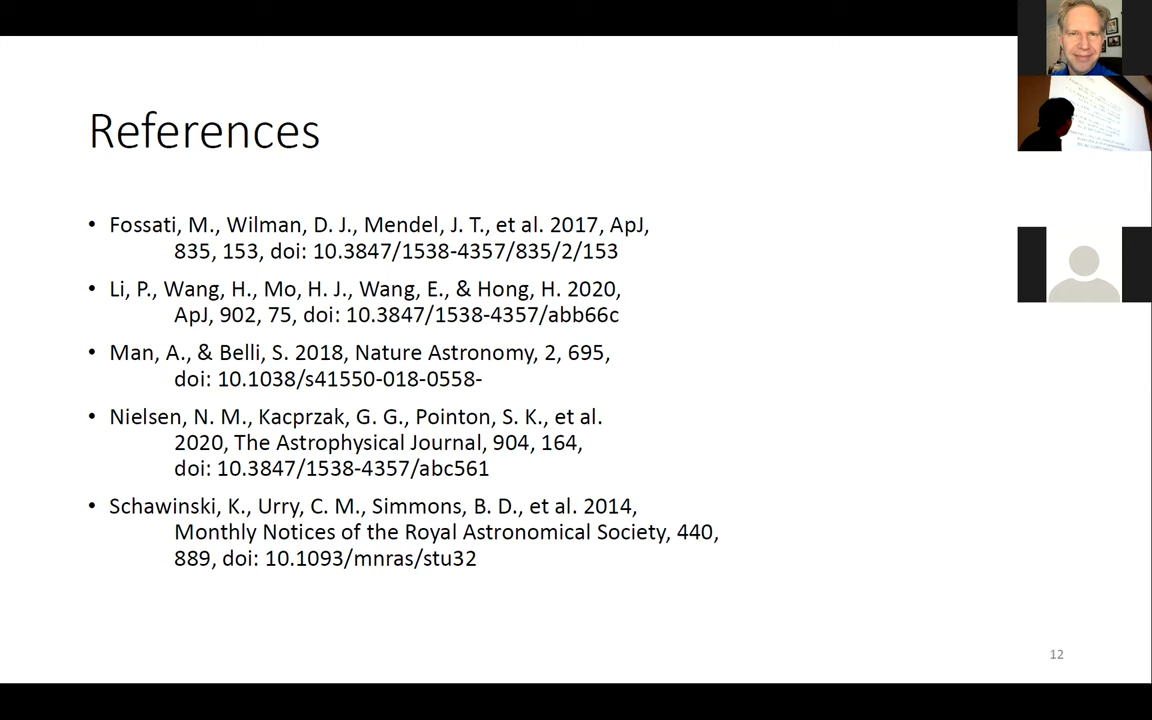 References
• Fossati, M., Wilman, D. J., Mendel, J. T., et al. 2017, ApJ,
835, 153, doi: 10.3847/1538-4357/835/2/153
• Li, P., Wang, H., Mo, H. J., Wang, E., & Hong, H. 2020,
ApJ, 902, 75, doi: 10.3847/1538-4357/abb66c
• Man, A., & Belli, S. 2018, Nature Astronomy, 2, 695,
doi: 10.1038/s41550-018-0558-
• Nielsen, N. M., Kacprzak, G. G., Pointon, S. K., et al.
2020, The Astrophysical Journal, 904, 164,
doi: 10.3847/1538-4357/abc561
• Schawinski, K., Urry, C. M., Simmons, B. D., et al. 2014,
Monthly Notices of the Royal Astronomical Society, 440,
889, doi: 10.1093/mnras/stu32
12